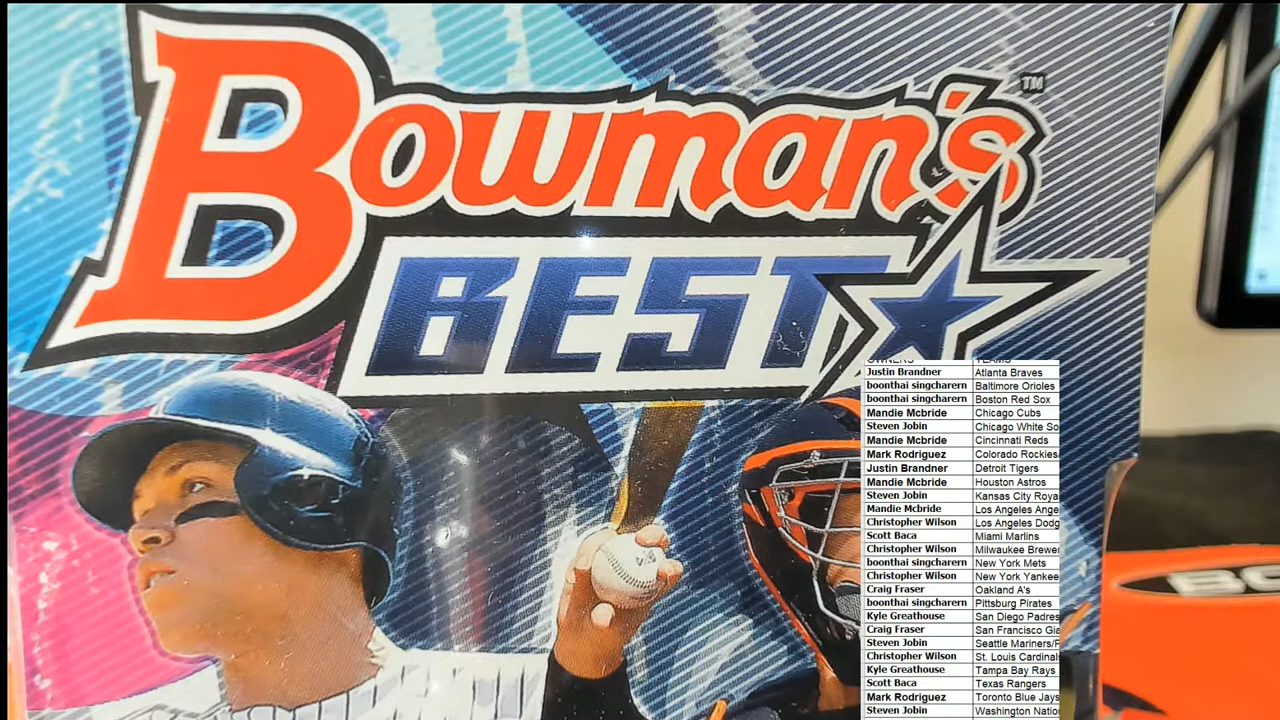 Bowman's
TM
BEST
OWNERS TEAMS
Justin Brandner Atlanta Braves
boonthai singcharern Baltimore Orioles
boonthai singcharern Boston Red Sox
Mandie Mcbride Chicago Cubs
Steven Jobin Chicago White So
Mandie Mcbride Cincinnati Reds
Mark Rodriguez Colorado Rockies/
Justin Brandner Detroit Tigers
Mandie Mcbride Houston Astros
Steven Jobin Kansas City Roya
Mandie Mcbride Los Angeles Ange
Christopher Wilson Los Angeles Dodg
Scott Baca Miami Marlins
Christopher Wilson Milwaukee Brewer
boonthai singcharern New York Mets
Christopher Wilson New York Yankee
Craig Fraser Oakland A's
boonthai singcharern Pittsburg Pirates
Kyle Greathouse San Diego Padres
Craig Fraser San Francisco Gia
Steven Jobin Seattle Mariners/F
Christopher Wilson St. Louis Cardinal
Kyle Greathouse Tampa Bay Rays
Scott Baca Texas Rangers
Mark Rodriguez Toronto Blue Jays
Steven Jobin Washington Natio
BO